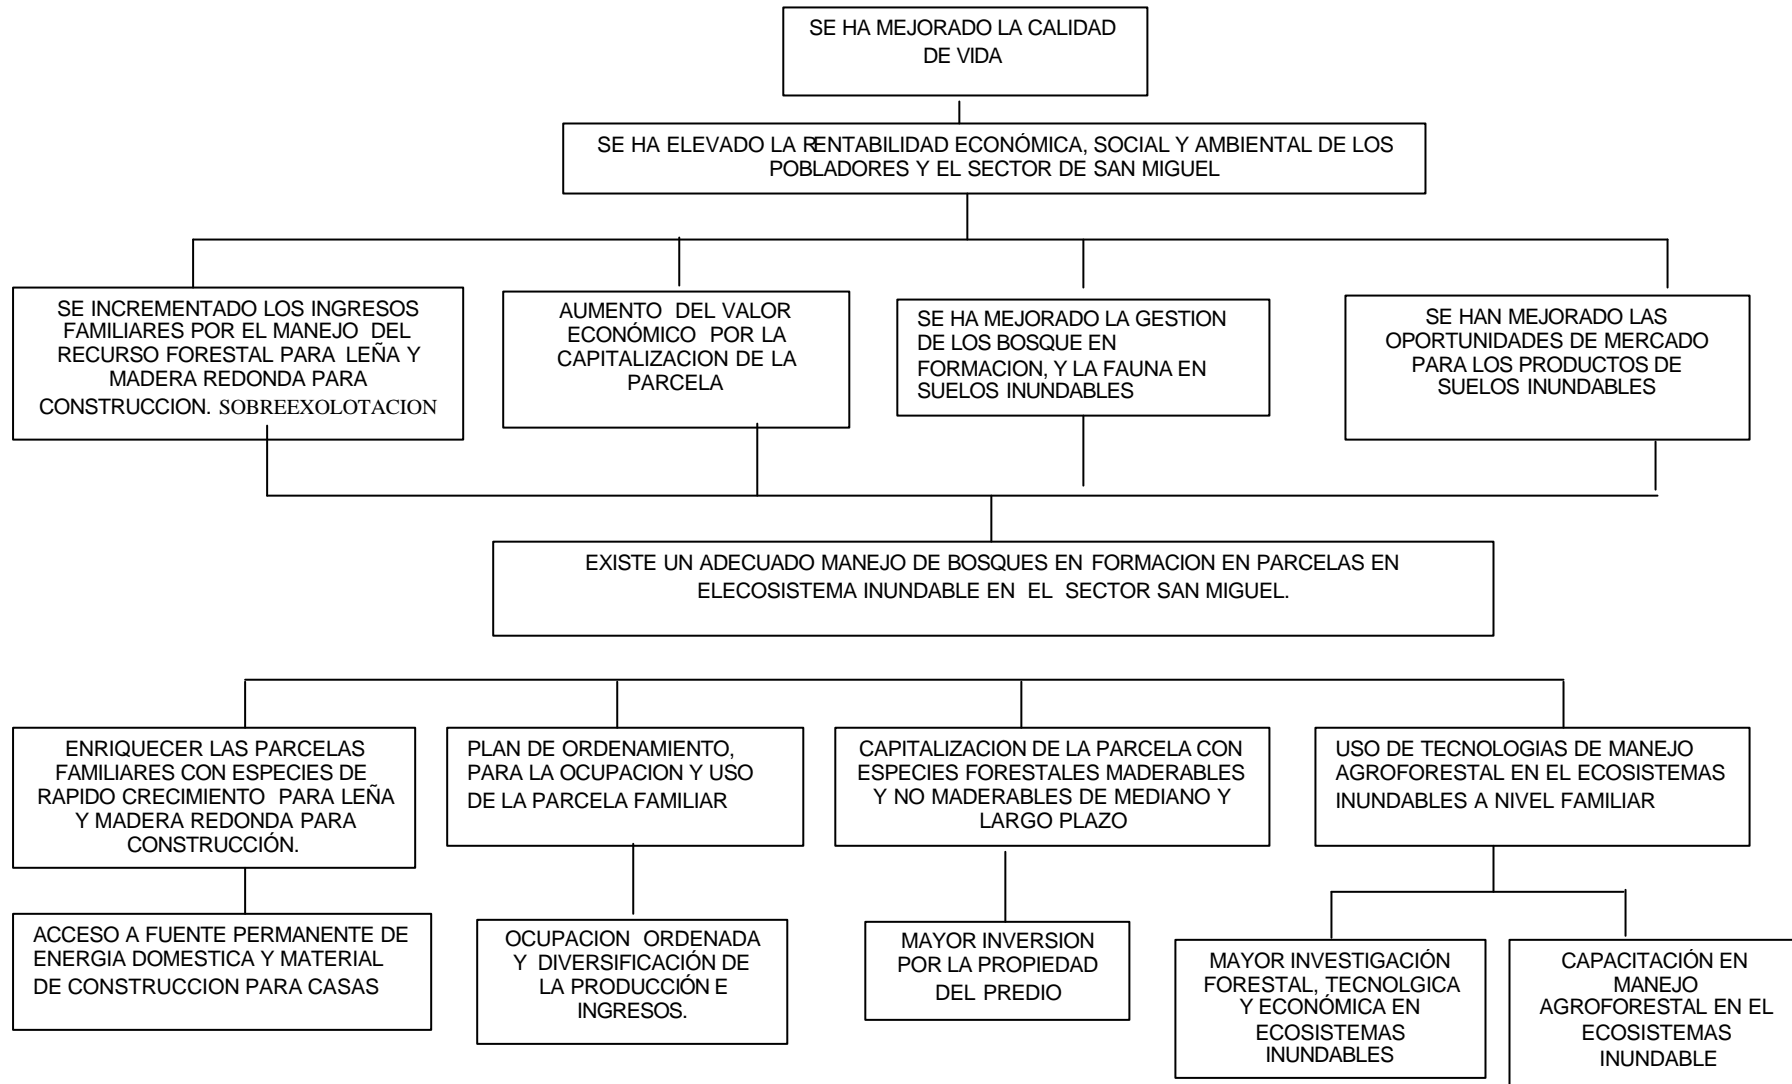 SE HA MEJORADO LA CALIDAD
DE VIDA
SE HA ELEVADO LA RENTABILIDAD ECONÓMICA, SOCIAL Y AMBIENTAL DE LOS
POBLADORES Y EL SECTOR DE SAN MIGUEL
SE INCREMENTADO LOS INGRESOS
FAMILIARES POR EL MANEJO DEL
RECURSO FORESTAL PARA LEÑA Y
MADERA REDONDA PARA
CONSTRUCCION. SOBREEXOLOTACION
AUMENTO DEL VALOR
ECONÓMICO POR LA
CAPITALIZACION DE LA
PARCELA
SE HA MEJORADO LA GESTION
DE LOS BOSQUE EN
FORMACION, Y LA FAUNA EN
SUELOS INUNDABLES
SE HAN MEJORADO LAS
OPORTUNIDADES DE MERCADO
PARA LOS PRODUCTOS DE
SUELOS INUNDABLES
EXISTE UN ADECUADO MANEJO DE BOSQUES EN FORMACION EN PARCELAS EN
ELECOSISTEMA INUNDABLE EN EL SECTOR SAN MIGUEL.
ENRIQUECER LAS PARCELAS
FAMILIARES CON ESPECIES DE
RAPIDO CRECIMIENTO PARA LEÑA
Y MADERA REDONDA PARA
CONSTRUCCIÓN.
PLAN DE ORDENAMIENTO,
PARA LA OCUPACION Y USO
DE LA PARCELA FAMILIAR
CAPITALIZACION DE LA PARCELA CON
ESPECIES FORESTALES MADERABLES
Y NO MADERABLES DE MEDIANO Y
LARGO PLAZO
USO DE TECNOLOGIAS DE MANEJO
AGROFORESTAL EN EL ECOSISTEMAS
INUNDABLES A NIVEL FAMILIAR
ACCESO A FUENTE PERMANENTE DE
ENERGIA DOMESTICA Y MATERIAL
DE CONSTRUCCION PARA CASAS
OCUPACION ORDENADA
Y DIVERSIFICACIÓN DE
LA PRODUCCIÓN E
INGRESOS.
MAYOR INVERSION
POR LA PROPIEDAD
DEL PREDIO
MAYOR INVESTIGACIÓN
FORESTAL, TECNOLGICA
Y ECONÓMICA EN
ECOSISTEMAS
INUNDABLES
CAPACITACIÓN EN
MANEJO
AGROFORESTAL EN EL
ECOSISTEMAS
INUNDABLE